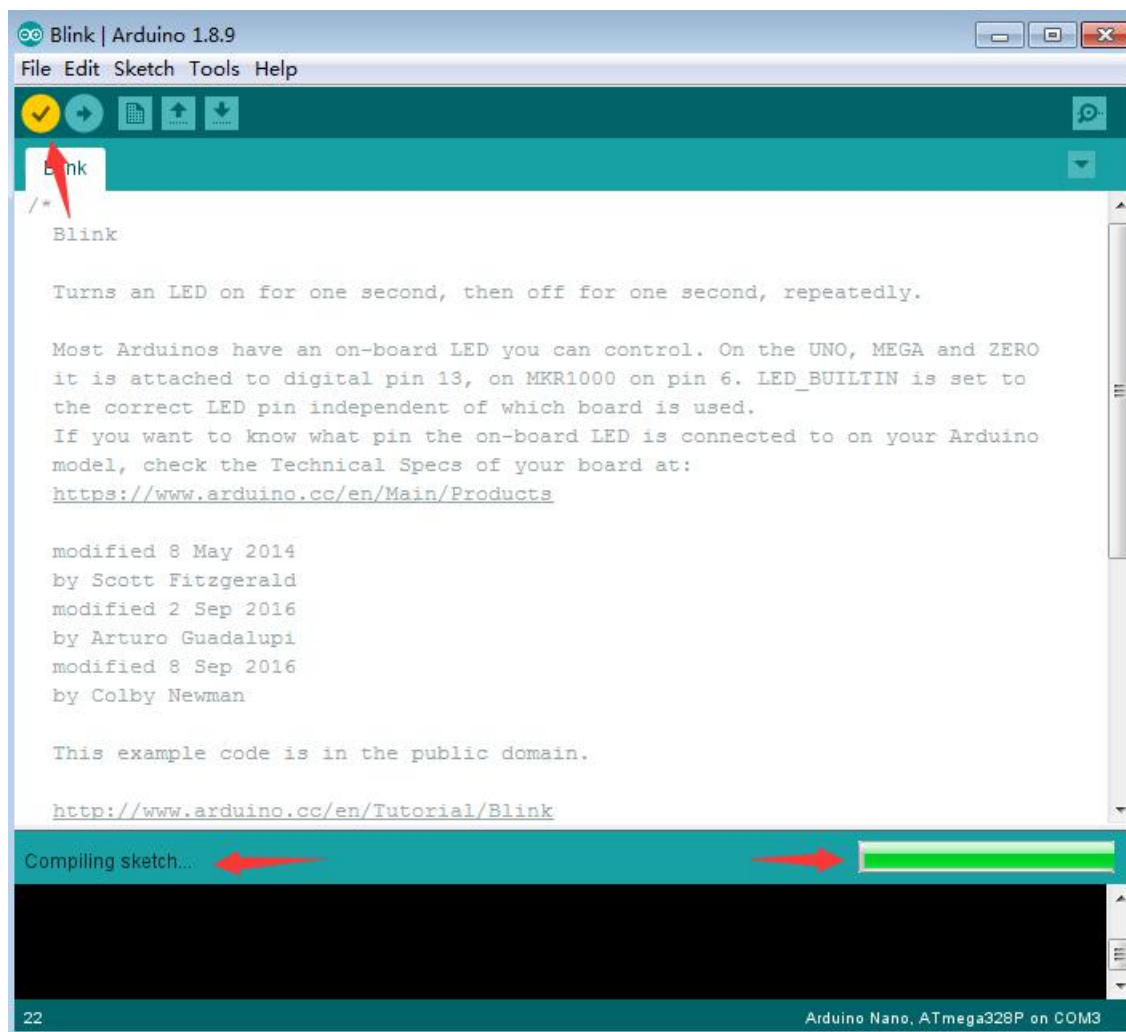 Blink | Arduino 1.8.9
File Edit Sketch Tools Help
Blink
/*
Blink
Turns an LED on for one second, then off for one second, repeatedly.
Most Arduinos have an on-board LED you can control. On the UNO, MEGA and ZERO
it is attached to digital pin 13, on MKR1000 on pin 6. LED_BUILTIN is set to
the correct LED pin independent of which board is used.
If you want to know what pin the on-board LED is connected to on your Arduino
model, check the Technical Specs of your board at:
https://www.arduino.cc/en/Main/Products
modified 8 May 2014
by Scott Fitzgerald
modified 2 Sep 2016
by Arturo Guadalupi
modified 8 Sep 2016
by Colby Newman
This example code is in the public domain.
http://www.arduino.cc/en/Tutorial/Blink
Compiling sketch...
22 Arduino Nano, ATmega328P on COM3